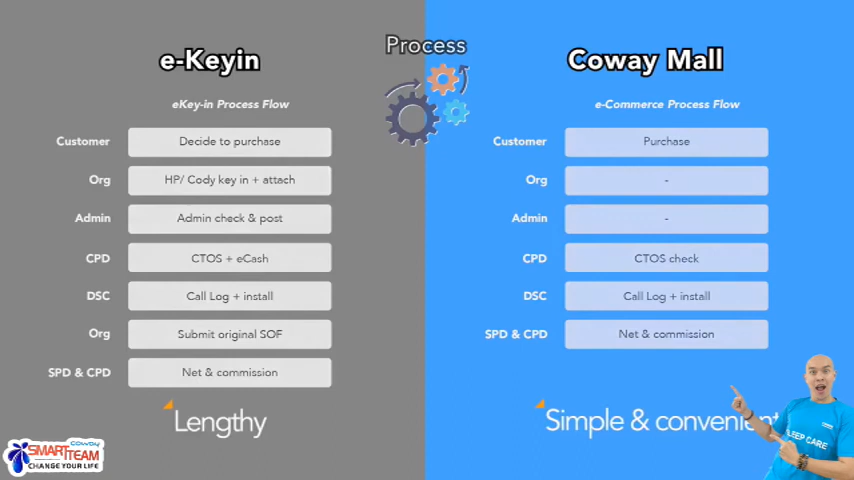 Process
e-Keyin
eKey-in Process Flow
Customer Decide to purchase
Org HP/ Cody key in + attach
Admin Admin check & post
CPD CTOS + eCash
DSC Call Log + install
Org Submit original SOF
SPD & CPD Net & commission
Lengthy
Coway Mall
e-Commerce Process Flow
Customer Purchase
Org -
Admin -
CPD CTOS check
DSC Call Log + install
SPD & CPD Net & commission
Simple & convenient
coway
SMART TEAM
CHANGE YOUR LIFE
SLEEP CARE